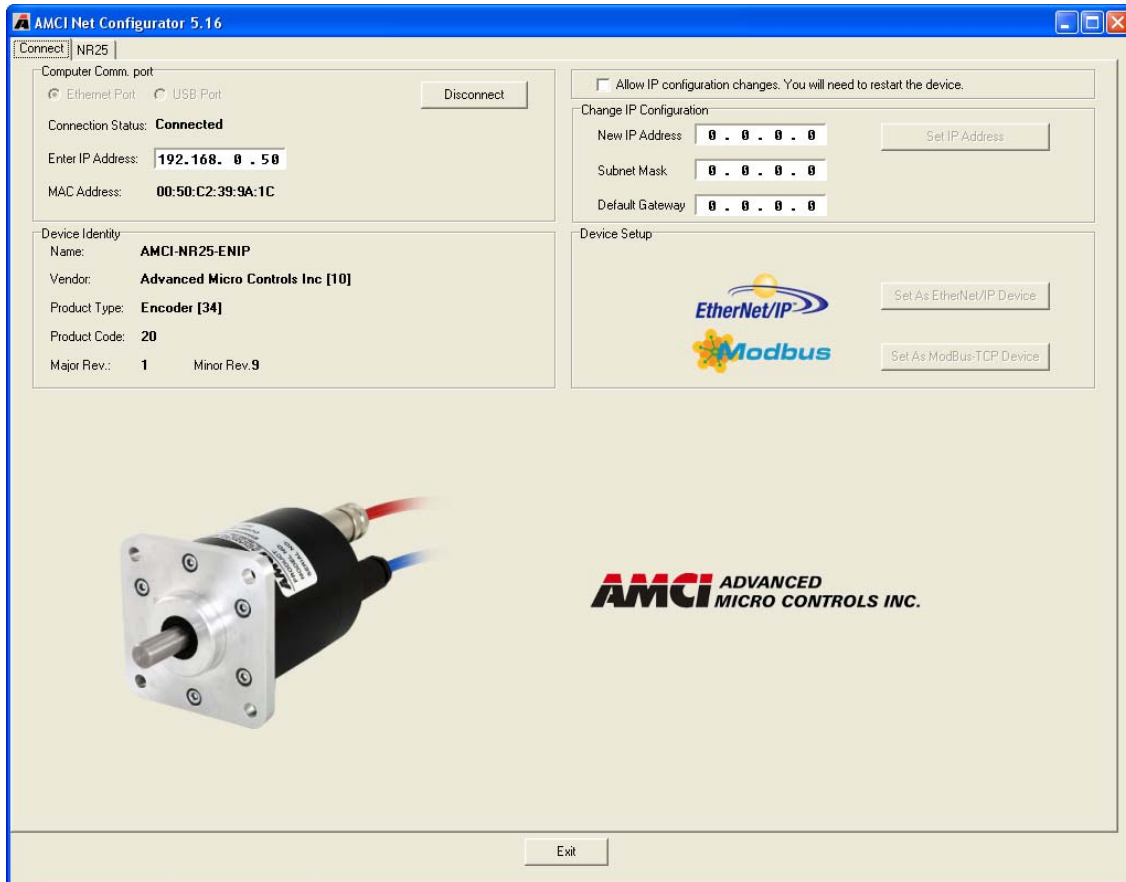 AMCI Net Configurator 5.16
Connect NR25
Computer Comm. port
Ethernet Port USB Port
Disconnect
Connection Status: Connected
Enter IP Address: 192.168. 0 .50
MAC Address: 00:50:C2:39:9A:1C
Allow IP configuration changes. You will need to restart the device.
Change IP Configuration
New IP Address 0 . 0 . 0 . 0
Set IP Address
Subnet Mask 0 . 0 . 0 . 0
Default Gateway 0 . 0 . 0 . 0
Device Identity
Name: AMCI-NR25-ENIP
Vendor: Advanced Micro Controls Inc [10]
Product Type: Encoder [34]
Product Code: 20
Major Rev.: 1 Minor Rev.9
Device Setup
EtherNet/IP
Set As EtherNet/IP Device
Modbus
Set As ModBus-TCP Device
AMCI
PRODUCT
MODEL NO
SERIAL NO
AMCI ADVANCED
MICRO CONTROLS INC.
Exit